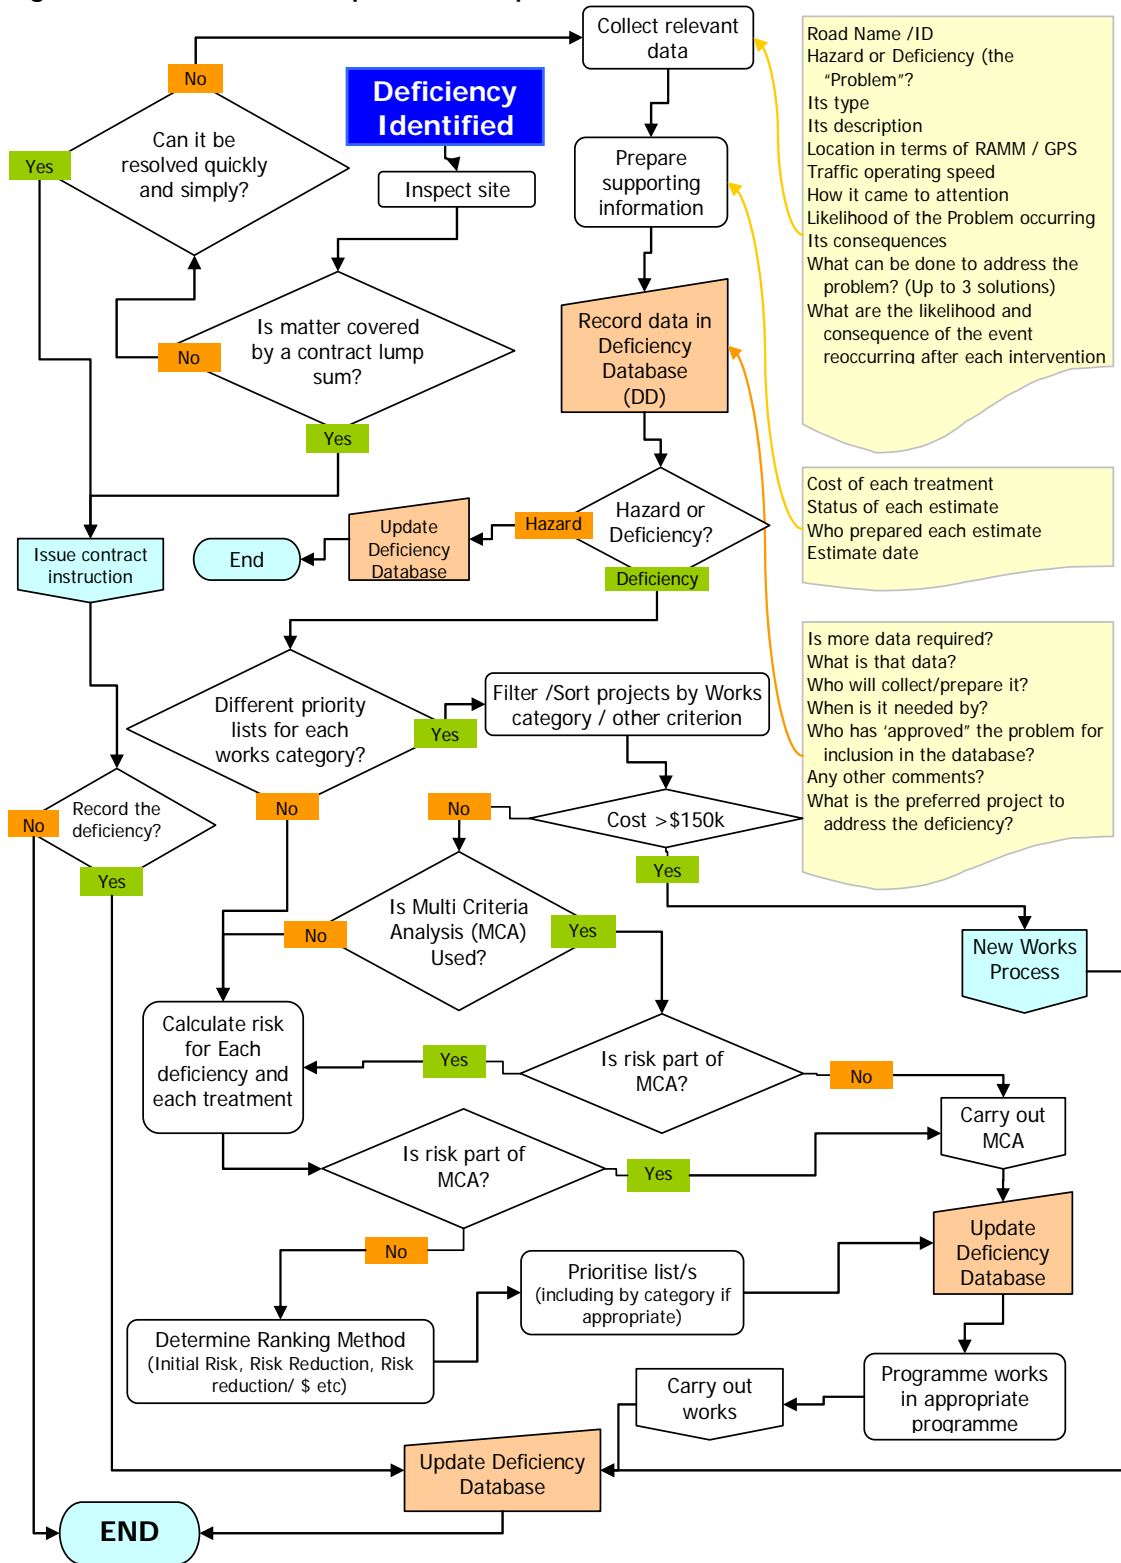 Collect relevant
data
No
Deficiency
Identified
Can it be
resolved quickly
and simply?
Yes
Inspect site
Prepare
supporting
information
Road Name /ID
Hazard or Deficiency (the
"Problem"?
Its type
Its description
Location in terms of RAMM / GPS
Traffic operating speed
How it came to attention
Likelihood of the Problem occurring
Its consequences
What can be done to address the
problem? (Up to 3 solutions)
What are the likelihood and
consequence of the event
reoccurring after each intervention
Is matter covered
by a contract lump
sum?
No
Yes
Record data in
Deficiency
Database
(DD)
Hazard or
Deficiency?
Hazard
Deficiency
Update
Deficiency
Database
End
Issue contract
instruction
Cost of each treatment
Status of each estimate
Who prepared each estimate
Estimate date
Is more data required?
What is that data?
Who will collect/prepare it?
When is it needed by?
Who has 'approved" the problem for
inclusion in the database?
Any other comments?
What is the preferred project to
address the deficiency?
Different priority
lists for each
works category?
Yes
No
Filter /Sort projects by Works
category / other criterion
Record the
deficiency?
No
Yes
No
Cost >$150k
Yes
Is Multi Criteria
Analysis (MCA)
Used?
No
Yes
New Works
Process
Calculate risk
for Each
deficiency and
each treatment
Yes
Is risk part of
MCA?
No
Carry out
MCA
Is risk part of
MCA?
Yes
No
Update
Deficiency
Database
Prioritise list/s
(including by category if
appropriate)
Determine Ranking Method
(Initial Risk, Risk Reduction, Risk
reduction/ $ etc)
Carry out
works
Programme works
in appropriate
programme
Update Deficiency
Database
END